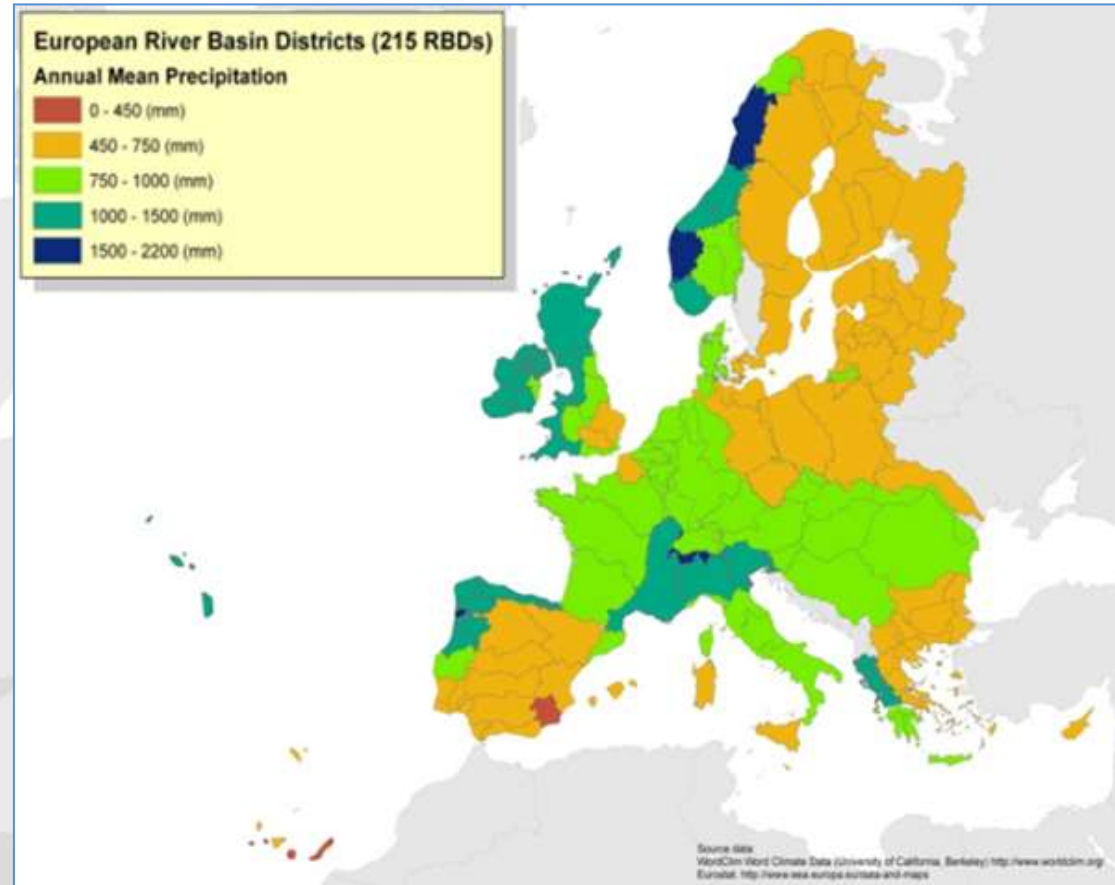 European River Basin Districts (215 RBDs)
Annual Mean Precipitation
0 - 450 (mm)
450 - 750 (mm)
750 - 1000 (mm)
1000 - 1500 (mm)
1500 - 2200 (mm)
Source data
WordClim Word Climate Data (University of California, Berkeley) http://www.worldclim.org/
Eurostat: http://www.eea.europa.eu/data-and-maps